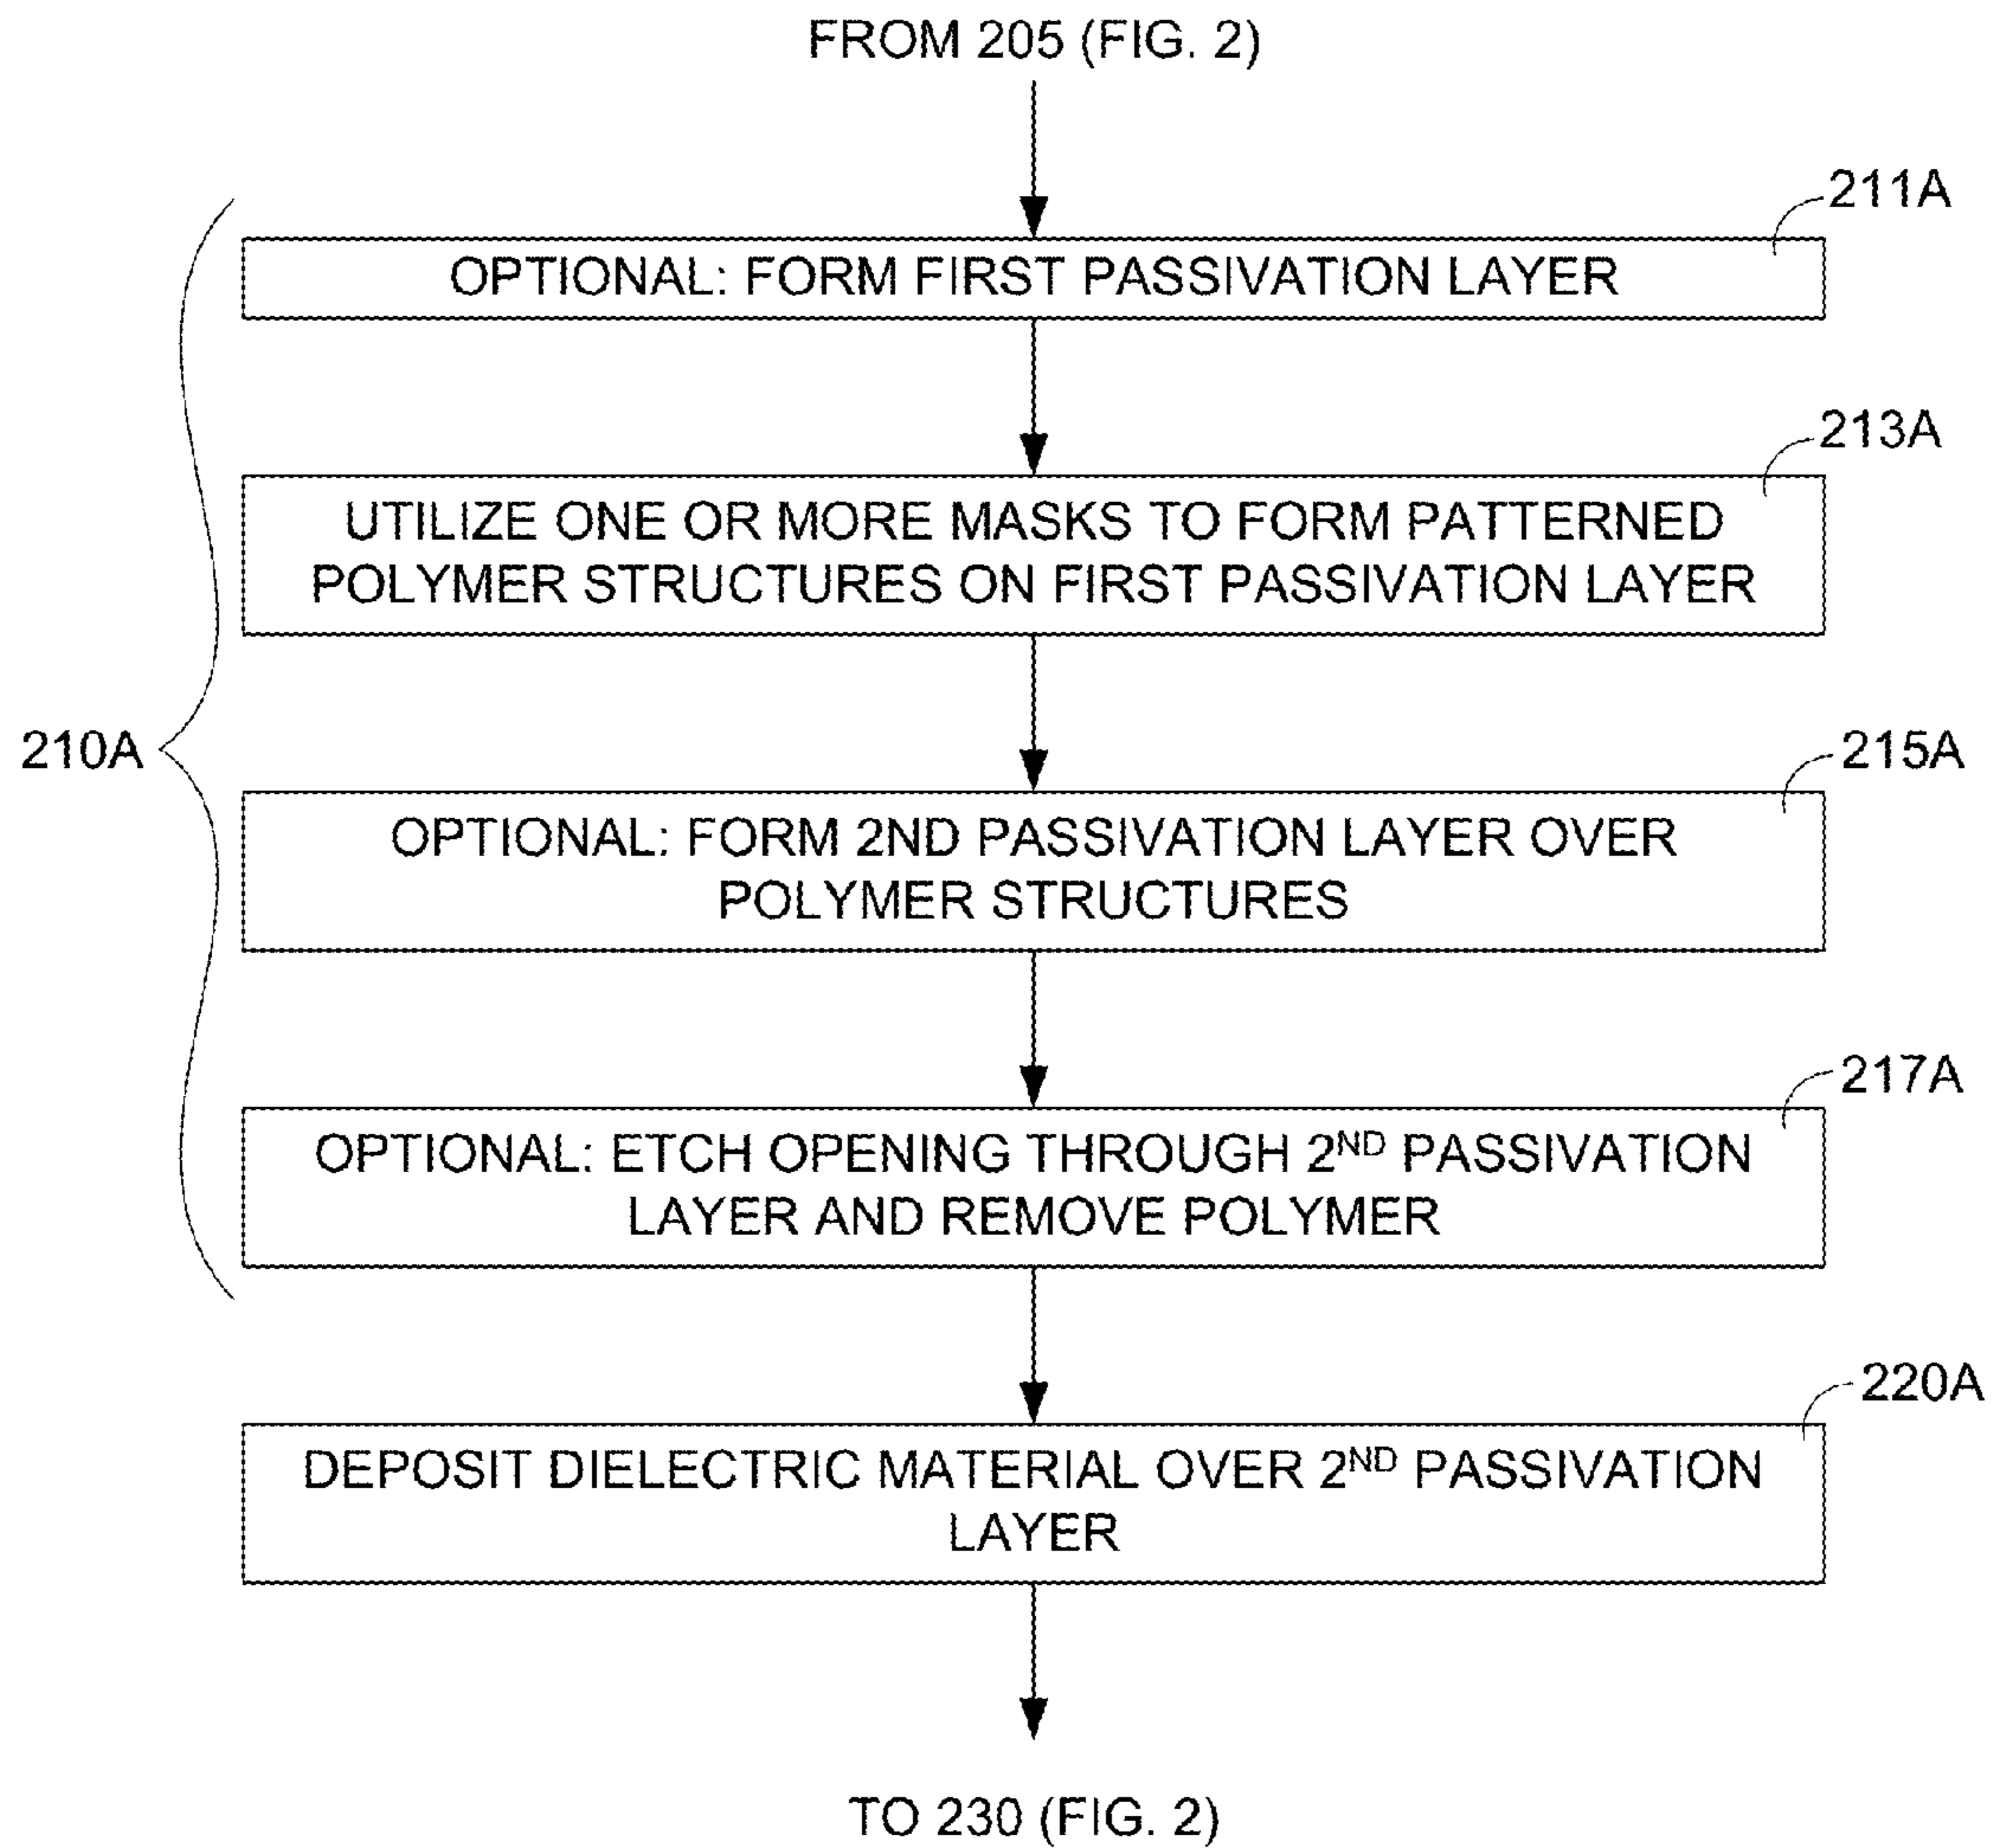 FROM 205 (FIG. 2)
211A
OPTIONAL: FORM FIRST PASSIVATION LAYER
213A
UTILIZE ONE OR MORE MASKS TO FORM PATTERNED
POLYMER STRUCTURES ON FIRST PASSIVATION LAYER
210A
215A
OPTIONAL: FORM 2ND PASSIVATION LAYER OVER
POLYMER STRUCTURES
217A
OPTIONAL: ETCH OPENING THROUGH 2ND PASSIVATION
LAYER AND REMOVE POLYMER
220A
DEPOSIT DIELECTRIC MATERIAL OVER 2ND PASSIVATION
LAYER
TO 230 (FIG. 2)